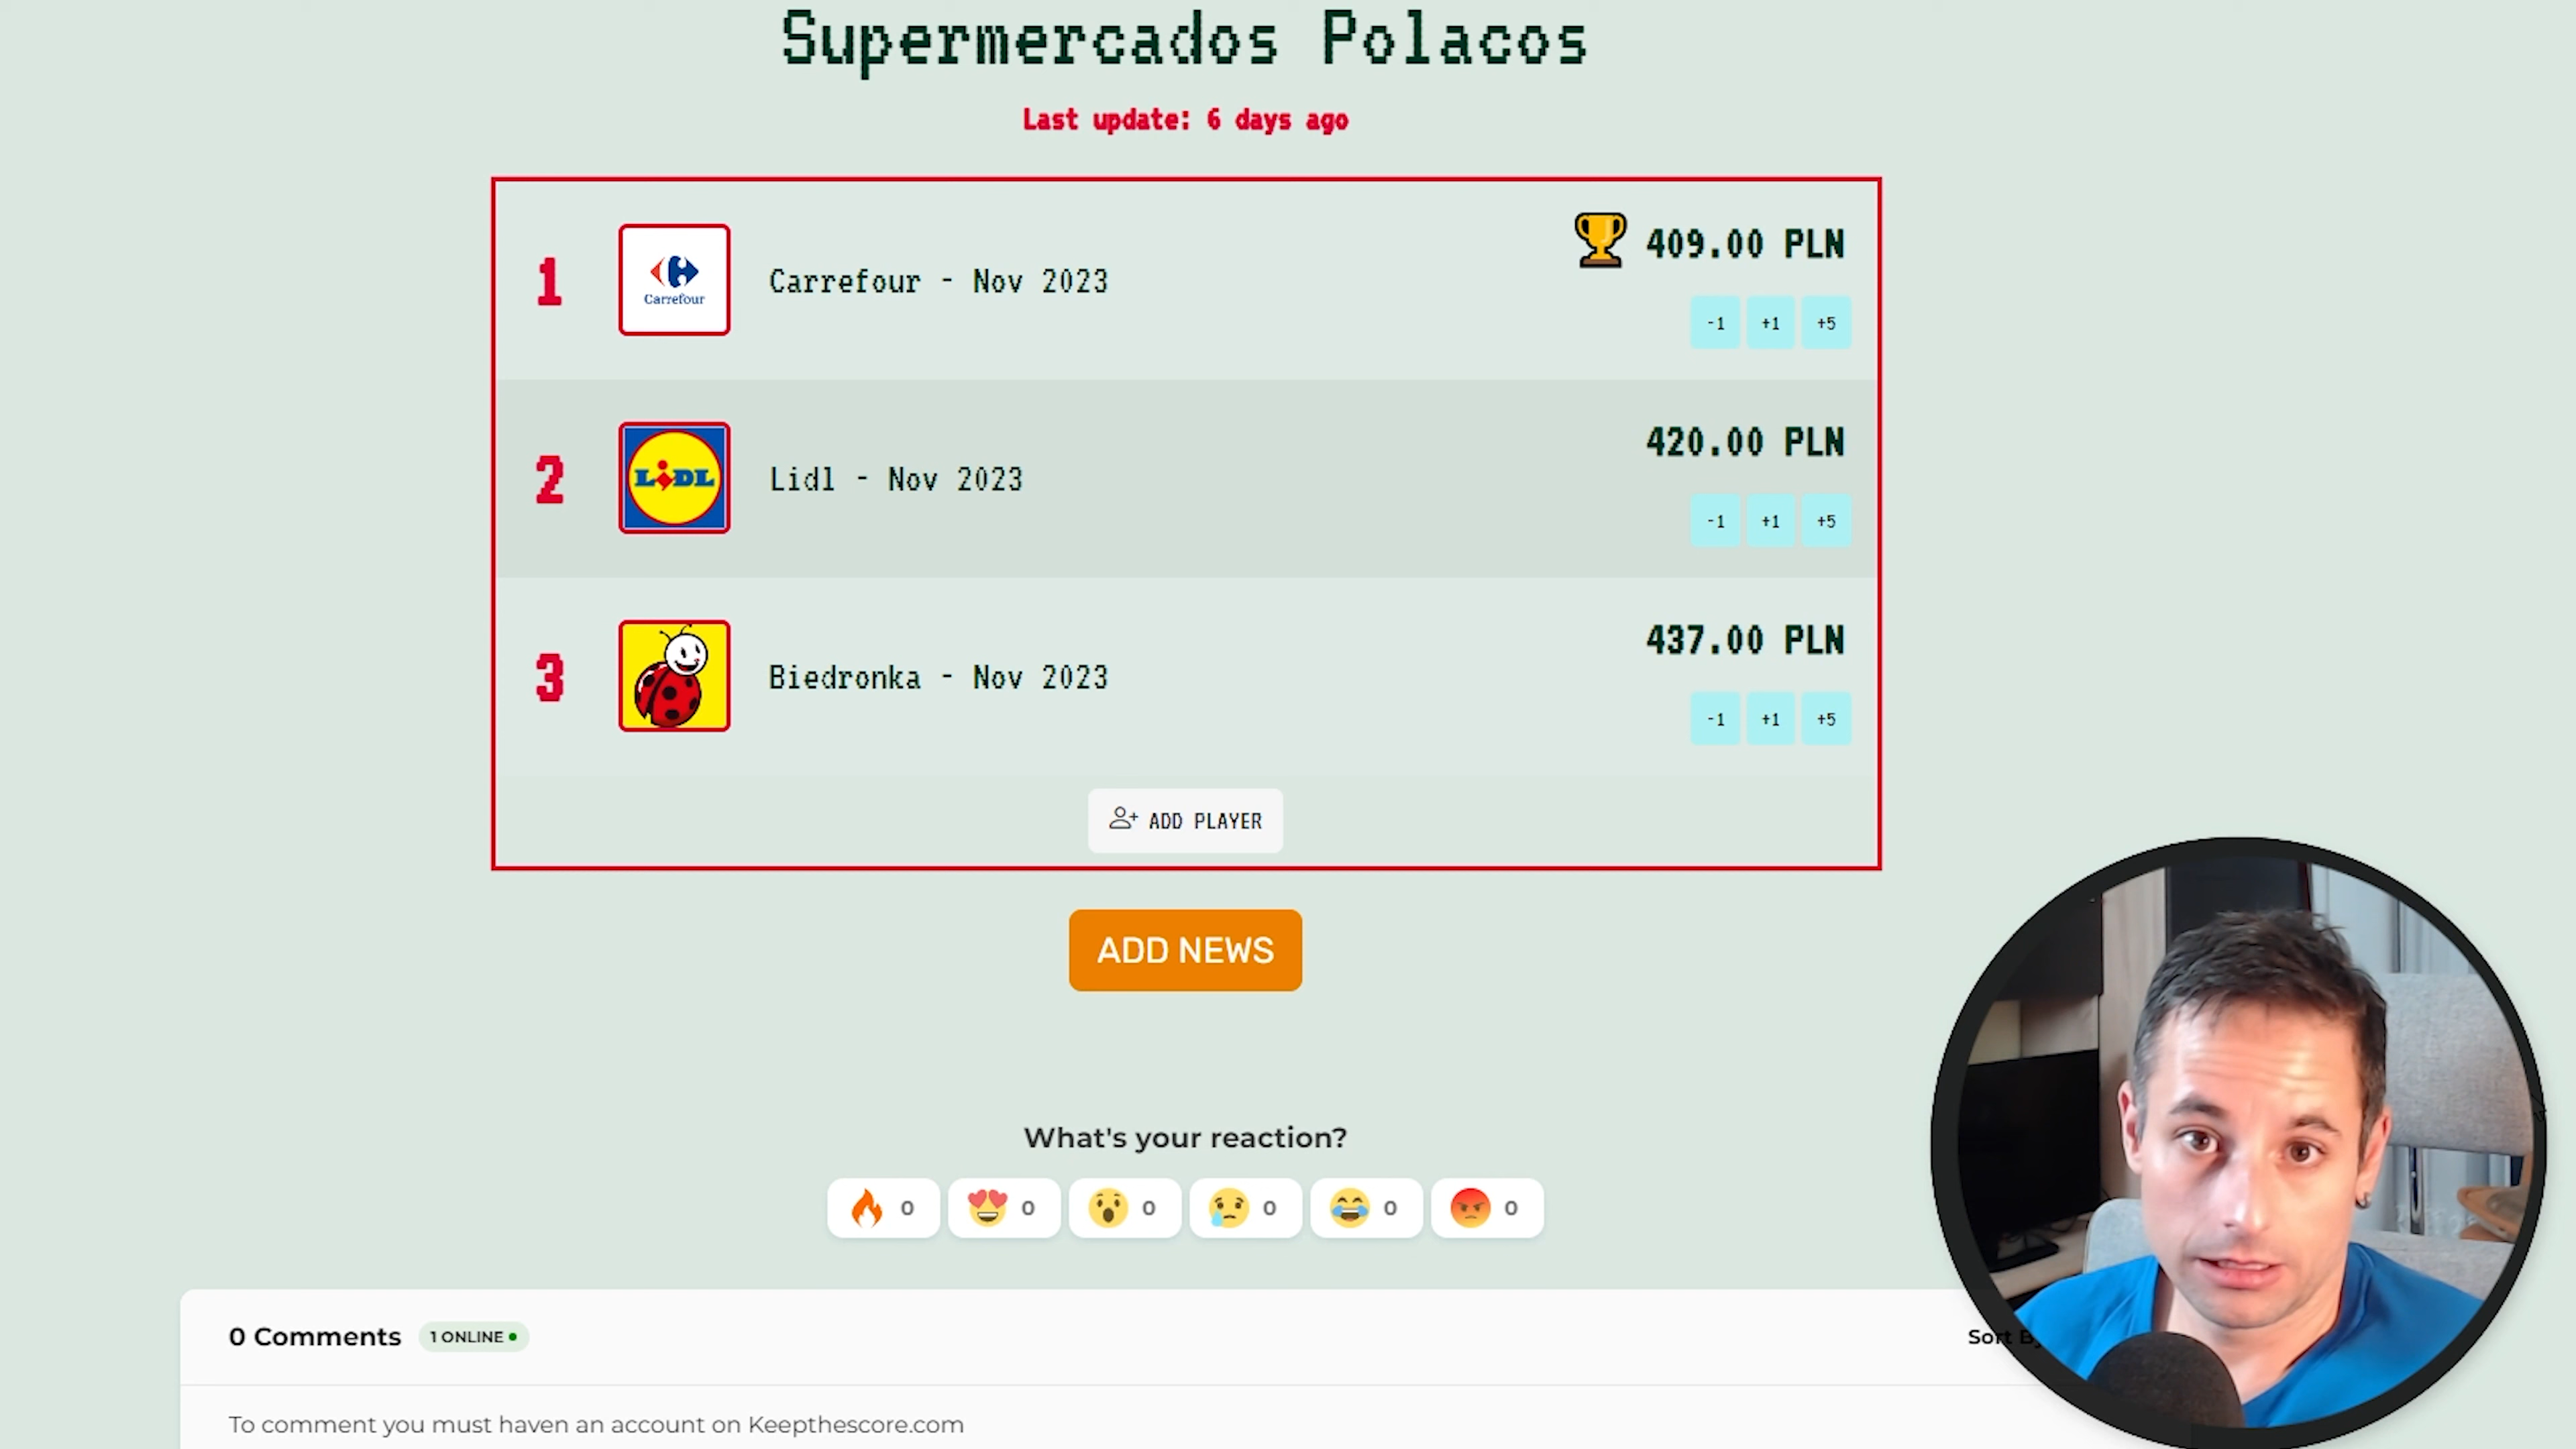 Supermercados Polacos
Last update: 6 days ago
1 Carrefour Carrefour - Nov 2023 409.00 PLN
-1 +1 +5
2 LIDL Lidl - Nov 2023 420.00 PLN
-1 +1 +5
3 Biedronka - Nov 2023 437.00 PLN
-1 +1 +5
ADD PLAYER
ADD NEWS
What's your reaction?
0 0 0 0 0 0
0 Comments 1 ONLINE Sort
To comment you must haven an account on Keepthescore.com